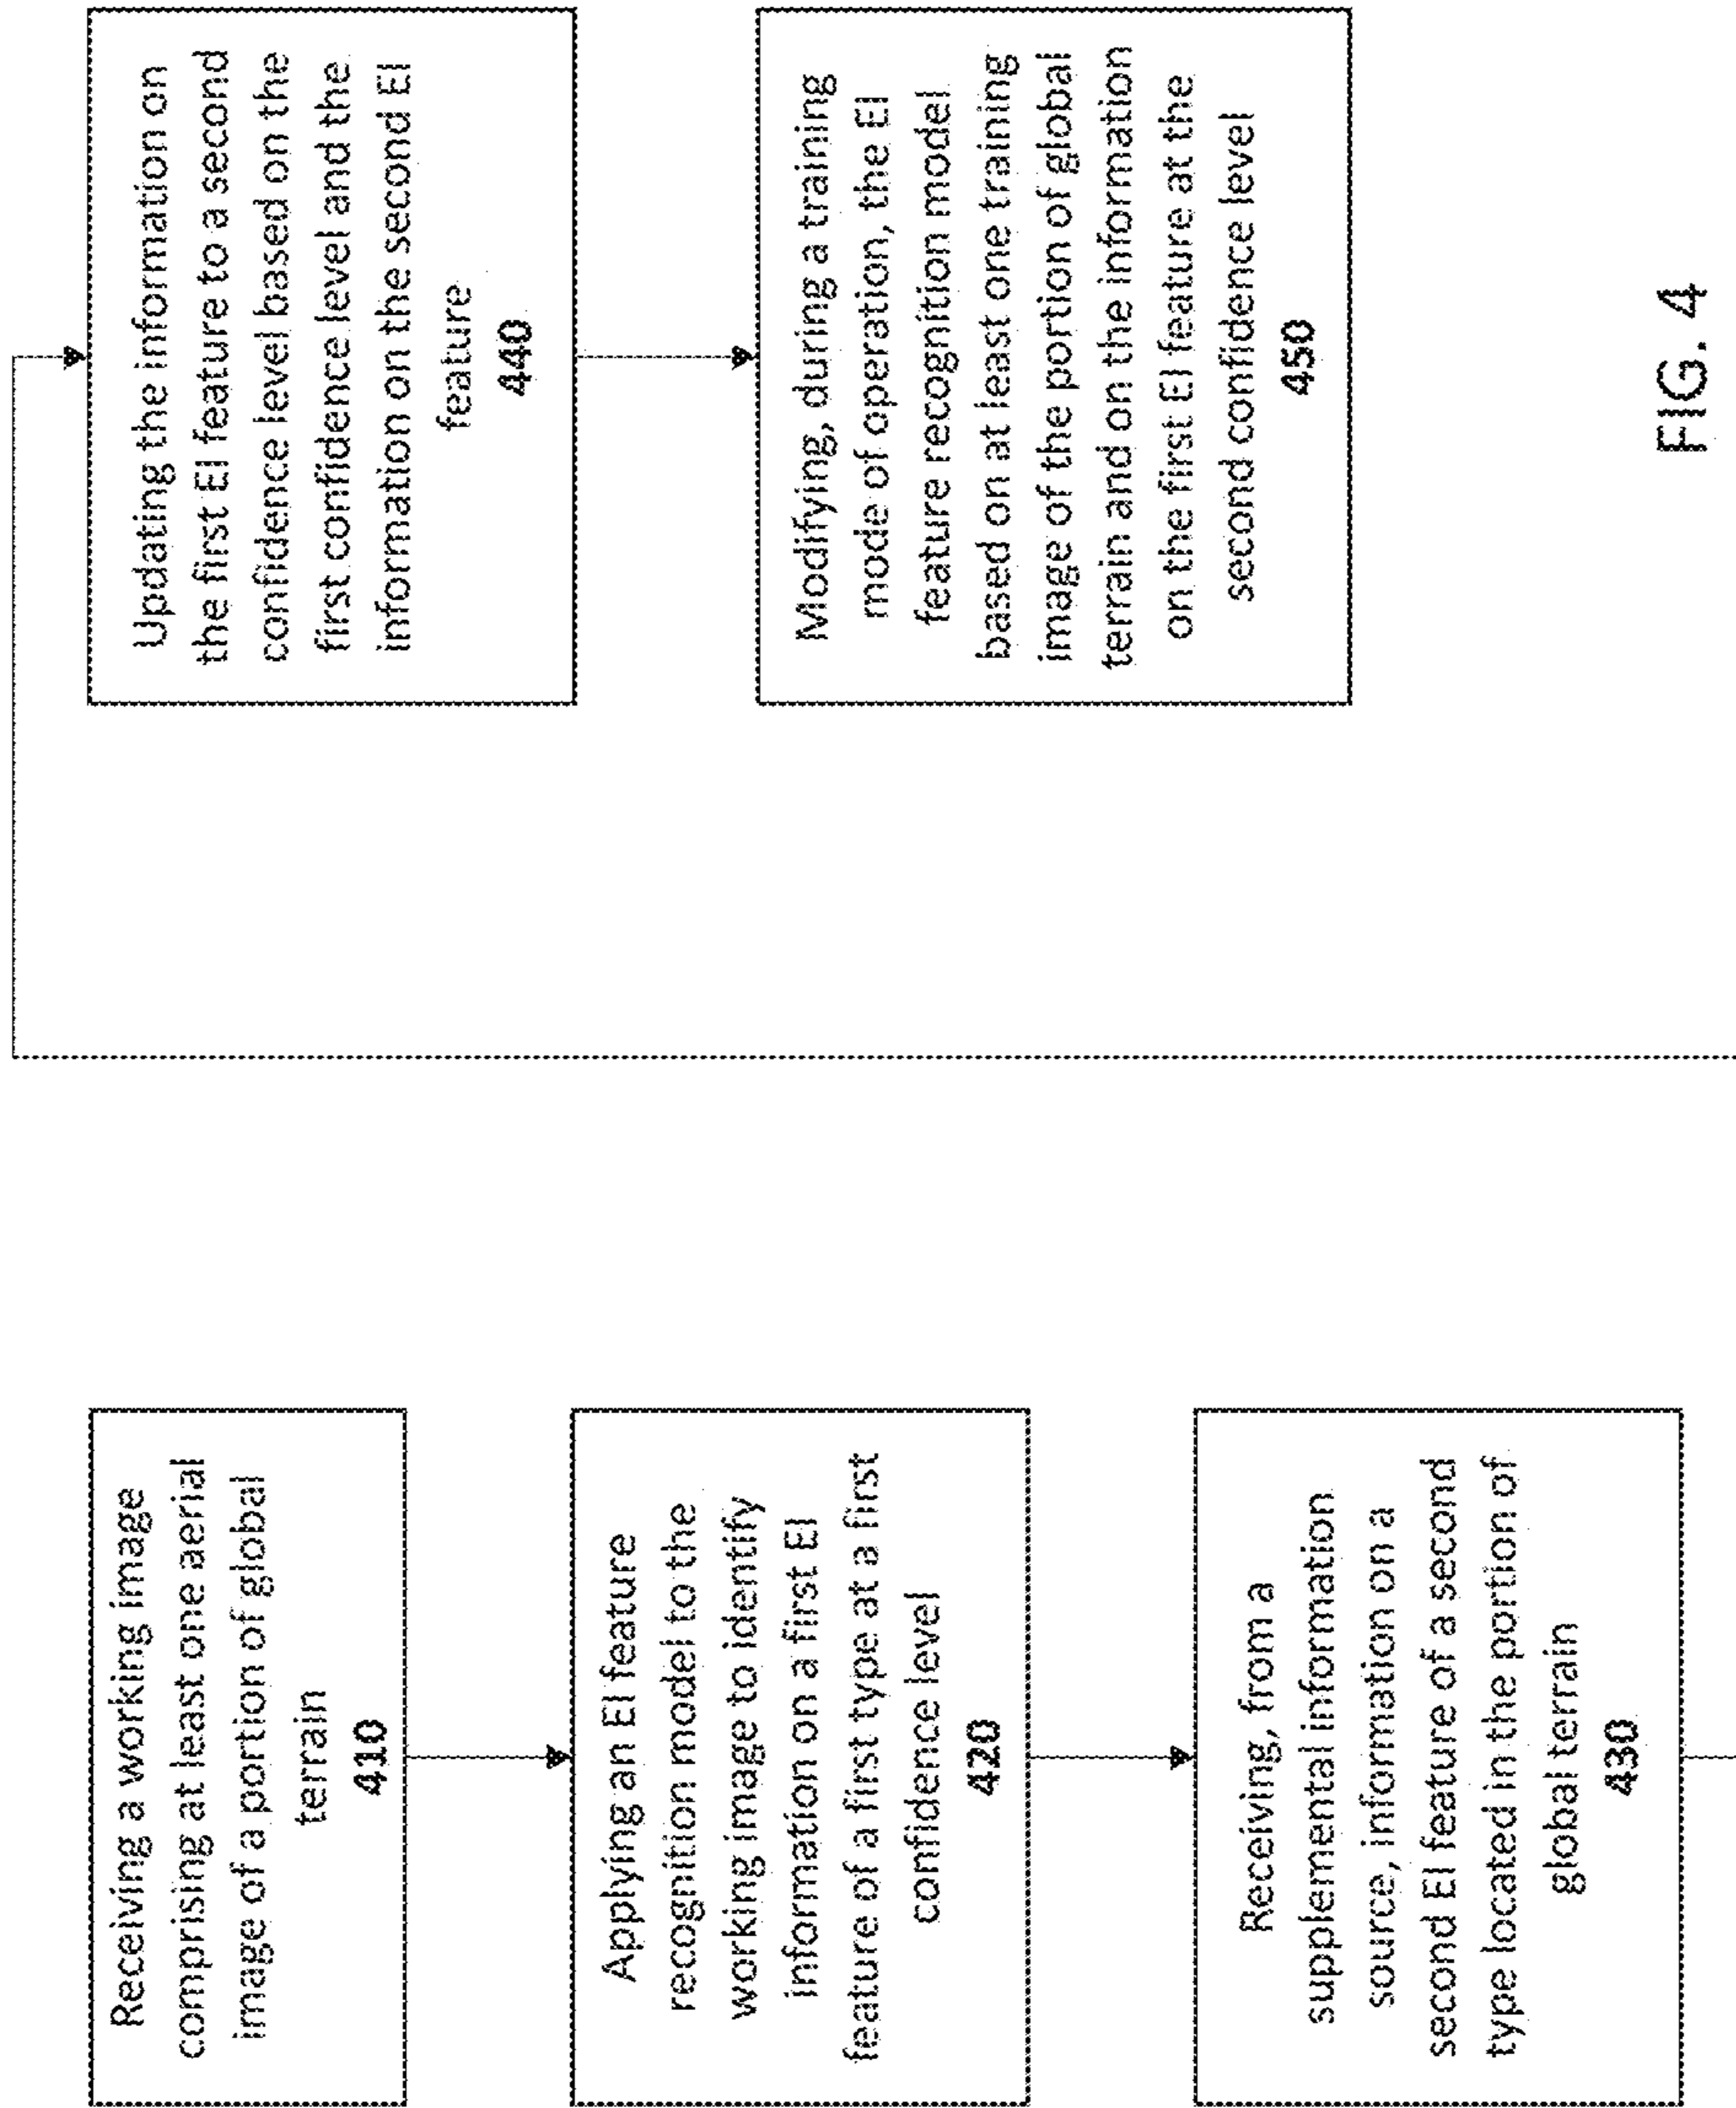 Receiving a working image
comprising at least one aerial
image of a portion of global
terrain
410
Applying an EI feature
recognition model to the
working image to identify
information on a first EI
feature of a first type at a first
confidence level
420
Receiving, from a
supplemental information
source, information on a
second EI feature of a second
type located in the portion of
global terrain
430
Updating the information on
the first EI feature to a second
confidence level based on the
first confidence level and the
information on the second EI
feature
440
Modifying, during a training
mode of operation, the EI
feature recognition model
based on at least one training
image of the portion of global
terrain and on the information
on the first EI feature at the
second confidence level
450
FIG. 4